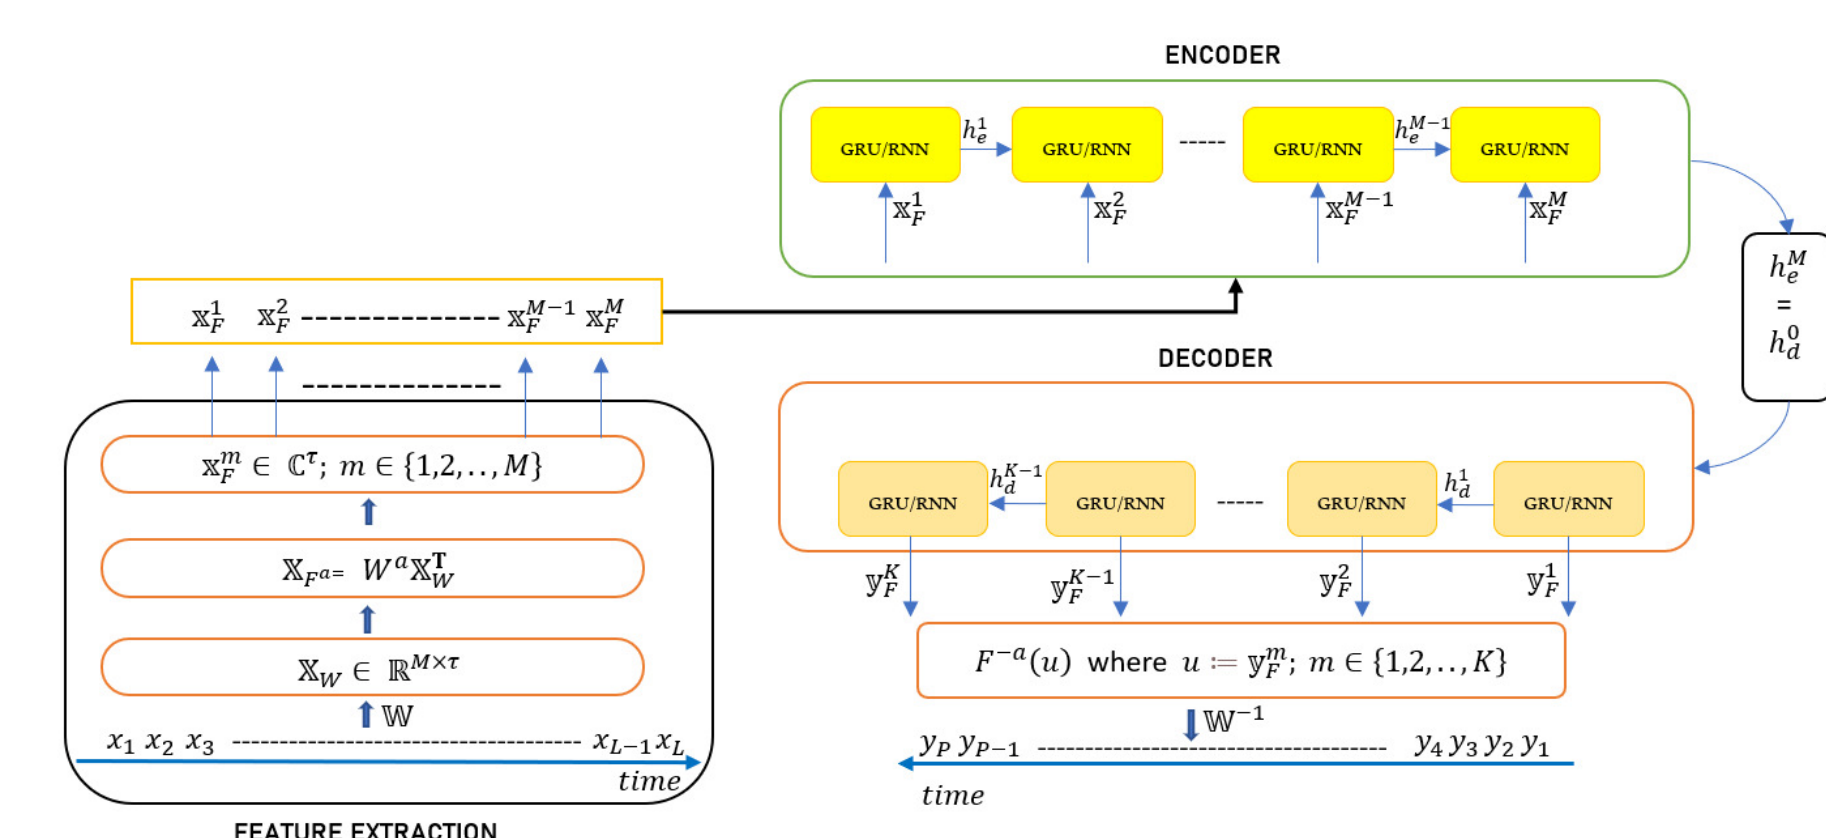 ENCODER
GRU/RNN h_e^1 GRU/RNN ----- GRU/RNN h_e^{M-1} GRU/RNN
𝕩_F^1 𝕩_F^2 𝕩_F^{M-1} 𝕩_F^M
h_e^M
=
h_d^0
𝕩_F^1 𝕩_F^2 -------------- 𝕩_F^{M-1} 𝕩_F^M
--------------
𝕩_F^m ∈ ℂ^τ; m ∈ {1,2,..,M}
𝕏_{F^a=} W^a 𝕏_W^𝐓
𝕏_W ∈ ℝ^{M×τ}
𝕎
x_1 x_2 x_3 ------------------------------------ x_{L-1} x_L
time
FEATURE EXTRACTION
DECODER
GRU/RNN h_d^{K-1} GRU/RNN ----- GRU/RNN h_d^1 GRU/RNN
𝕪_F^K 𝕪_F^{K-1} 𝕪_F^2 𝕪_F^1
F^{-a}(u) where u := 𝕪_F^m; m ∈ {1,2,..,K}
𝕎^{-1}
y_P y_{P-1} ------------------------------------ y_4 y_3 y_2 y_1
time